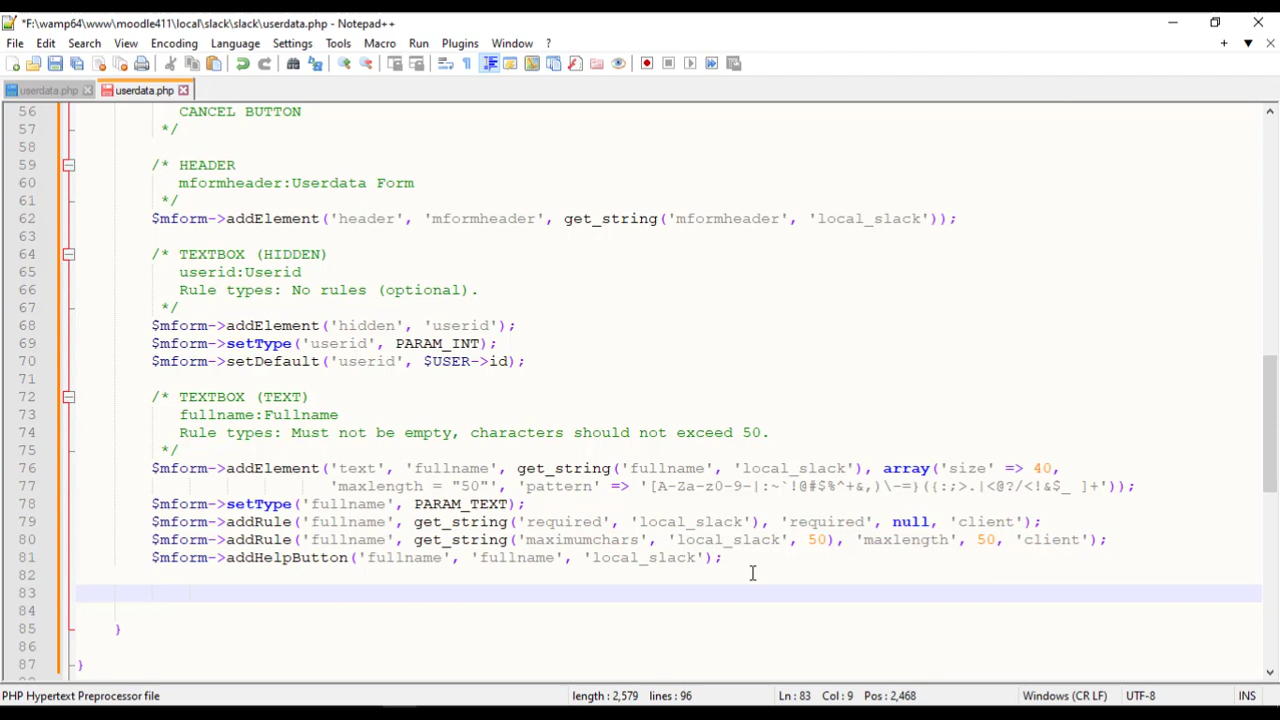 *F:\wamp64\www\moodle411\local\slack\slack\userdata.php - Notepad++
File Edit Search View Encoding Language Settings Tools Macro Run Plugins Window ?
userdata.php userdata.php
56 CANCEL BUTTON
57 */
58
59 /* HEADER
60 mformheader:Userdata Form
61 */
62 $mform->addElement('header', 'mformheader', get_string('mformheader', 'local_slack'));
63
64 /* TEXTBOX (HIDDEN)
65 userid:Userid
66 Rule types: No rules (optional).
67 */
68 $mform->addElement('hidden', 'userid');
69 $mform->setType('userid', PARAM_INT);
70 $mform->setDefault('userid', $USER->id);
71
72 /* TEXTBOX (TEXT)
73 fullname:Fullname
74 Rule types: Must not be empty, characters should not exceed 50.
75 */
76 $mform->addElement('text', 'fullname', get_string('fullname', 'local_slack'), array('size' => 40,
77 'maxlength = "50"', 'pattern' => '[A-Za-z0-9-|:~`!@#$%^+&,)\-=}({:;>.|<@?/<!&$_ ]+'));
78 $mform->setType('fullname', PARAM_TEXT);
79 $mform->addRule('fullname', get_string('required', 'local_slack'), 'required', null, 'client');
80 $mform->addRule('fullname', get_string('maximumchars', 'local_slack', 50), 'maxlength', 50, 'client');
81 $mform->addHelpButton('fullname', 'fullname', 'local_slack');
82
83
84
85 }
86
87 }
PHP Hypertext Preprocessor file length : 2,579 lines : 96 Ln : 83 Col : 9 Pos : 2,468 Windows (CR LF) UTF-8 INS